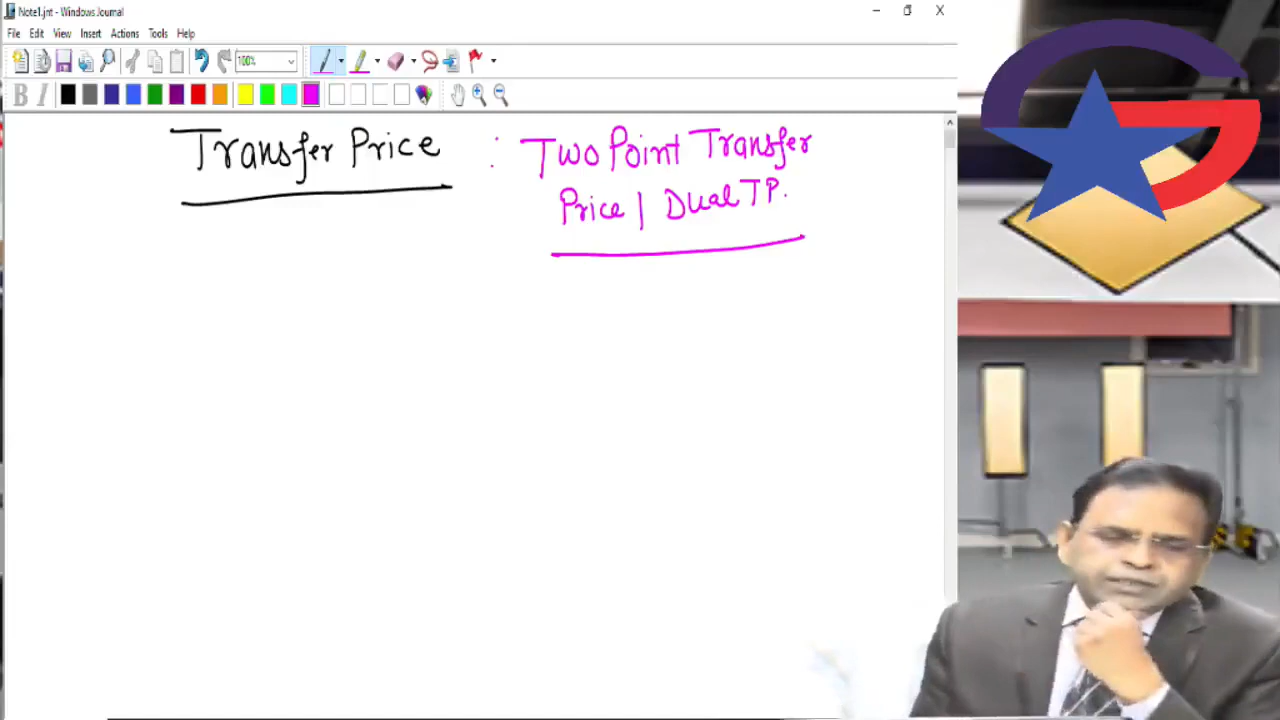 Note1.jnt - Windows Journal
File Edit View Insert Actions Tools Help
100%
B I
Transfer Price : Two Point Transfer
Price | Dual TP.